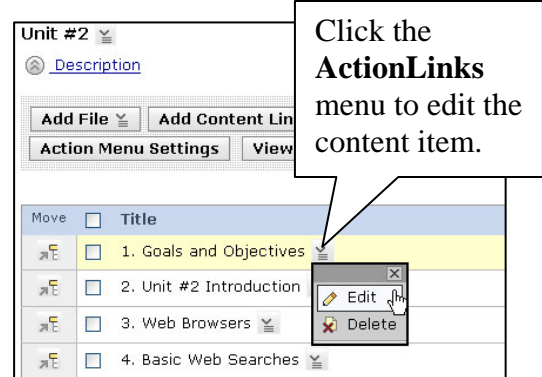 Unit #2
Description
Click the
ActionLinks
menu to edit the
content item.
Add File
Add Content Lin
Action Menu Settings
View
Move
Title
1. Goals and Objectives
2. Unit #2 Introduction
3. Web Browsers
4. Basic Web Searches
Edit
Delete